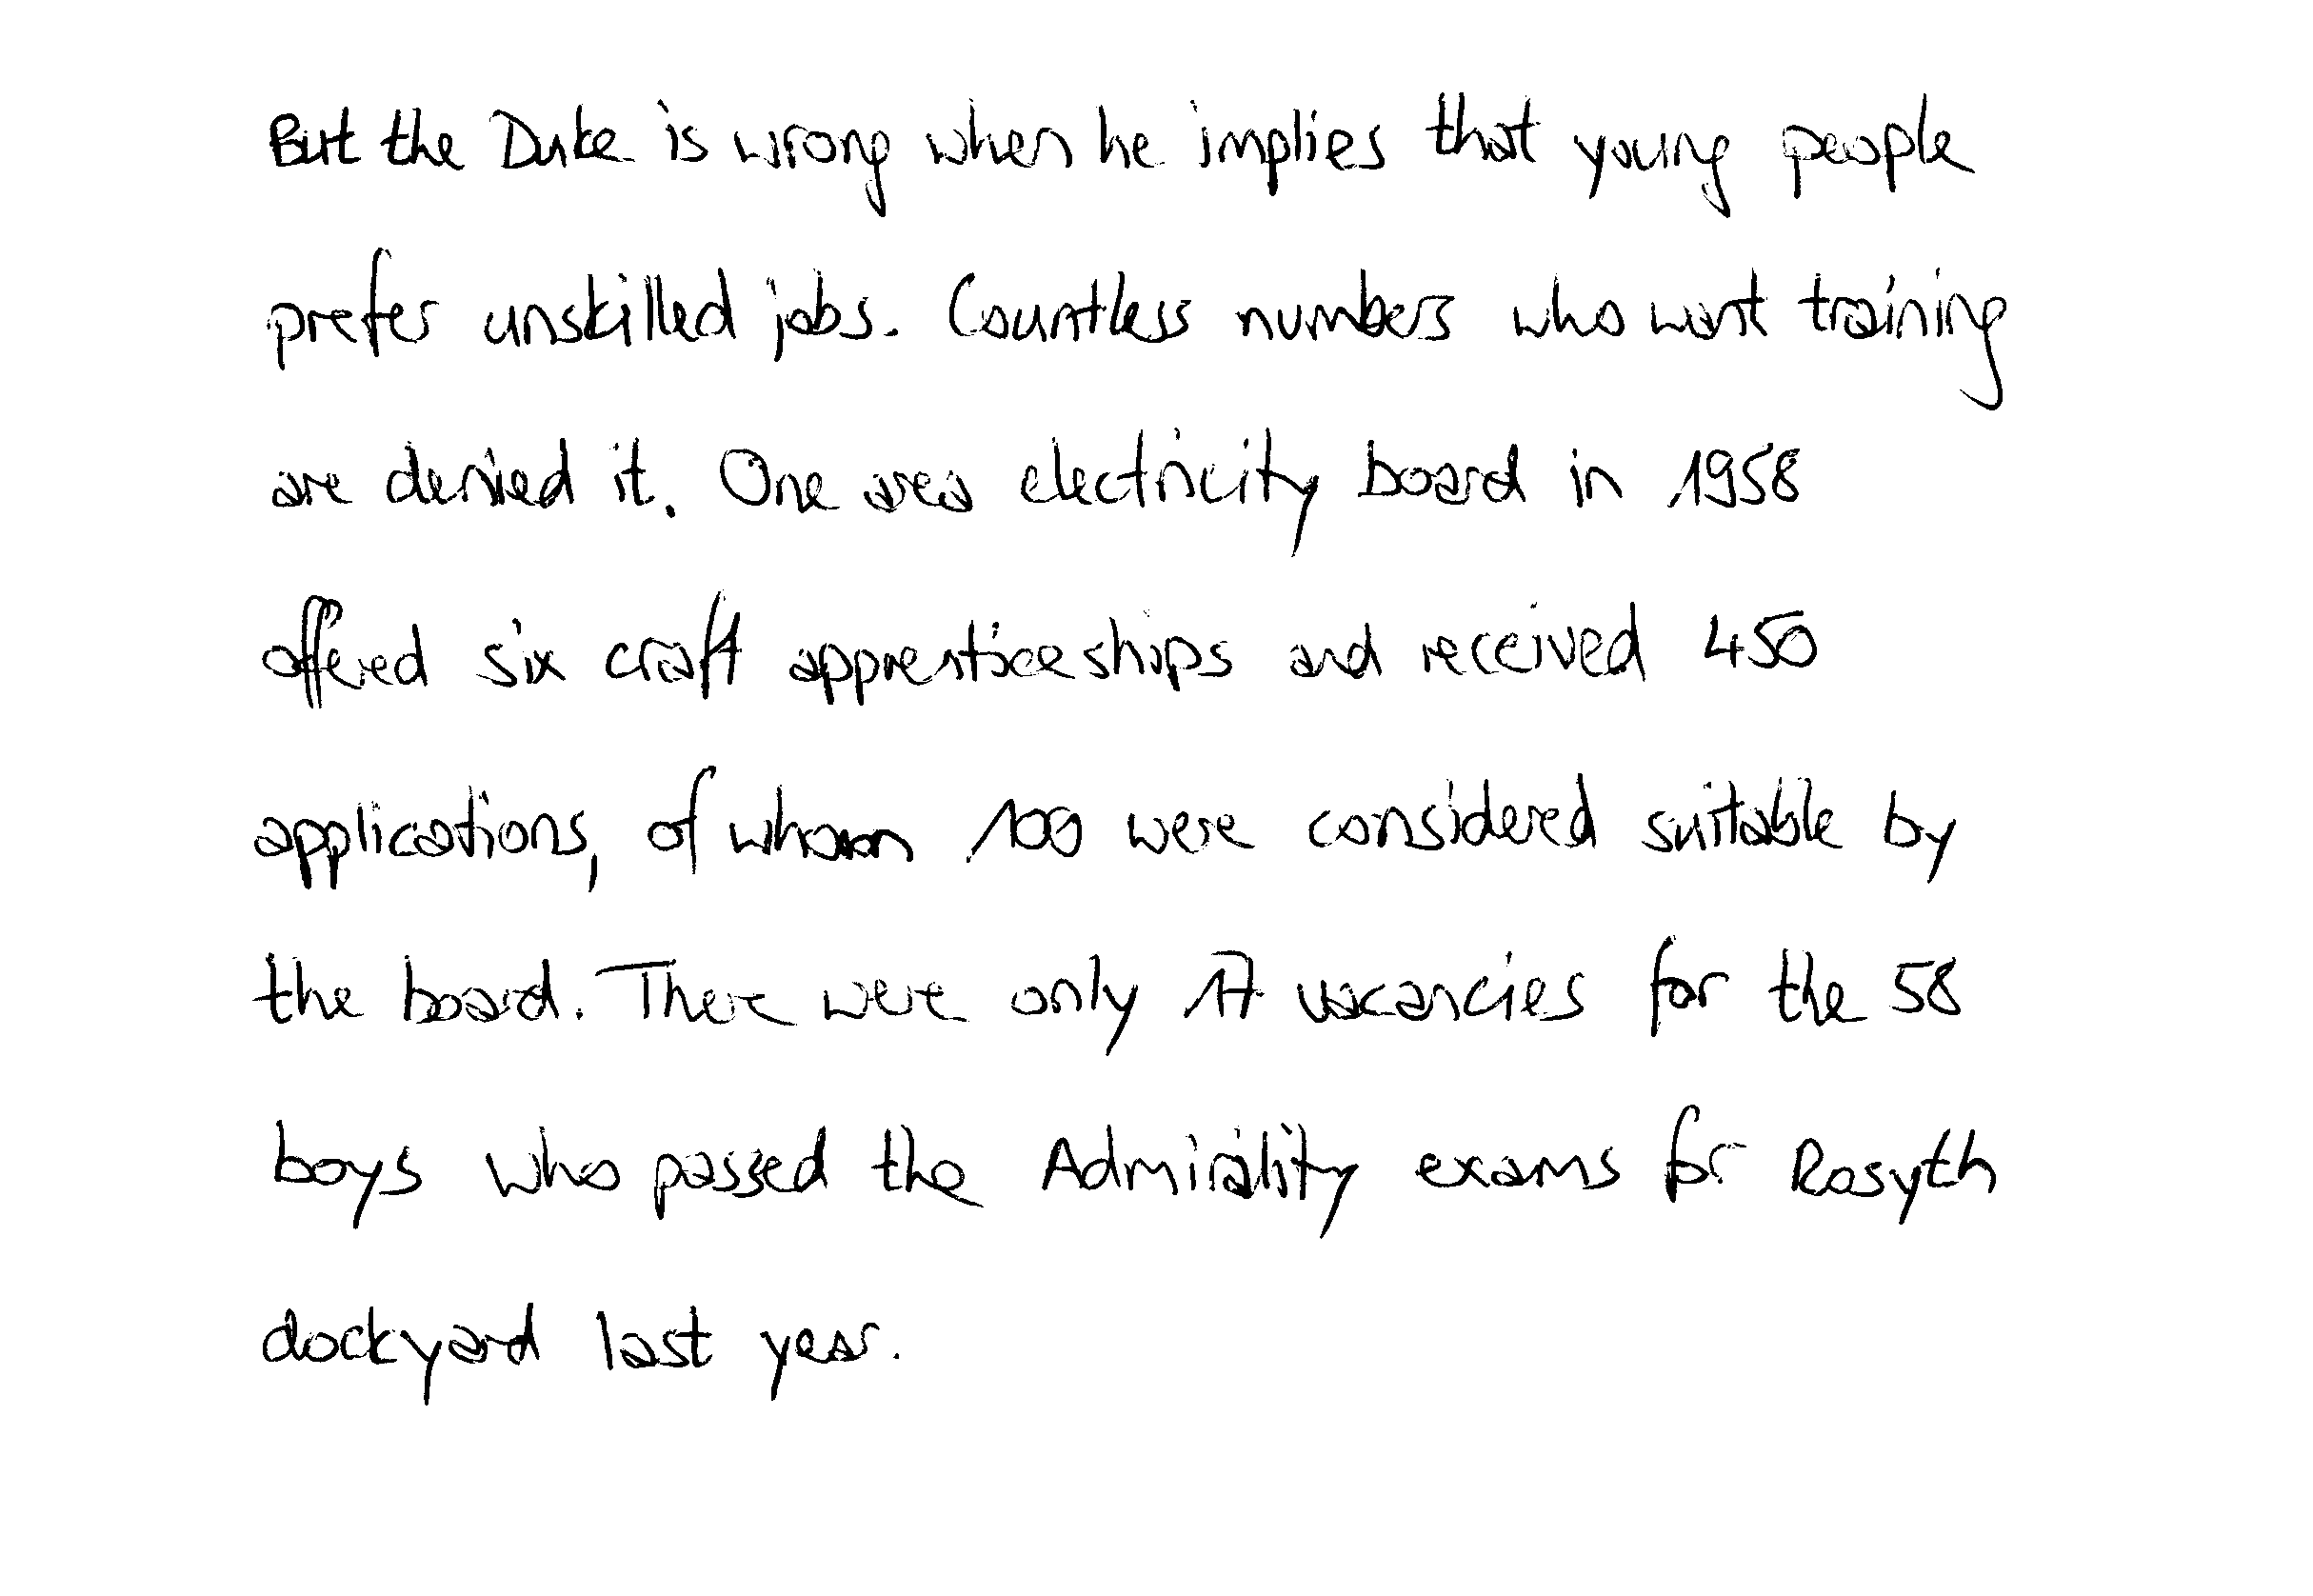 But the Duke is wrong when he implies that young people
prefer unskilled jobs. Countless numbers who want training
are denied it. One area electricity board in 1958
offered six craft apprenticeships and received 450
applications, of whom 100 were considered suitable by
the board. There were only 17 vacancies for the 58
boys who passed the Admirality exams for Rosyth
dockyard last year.